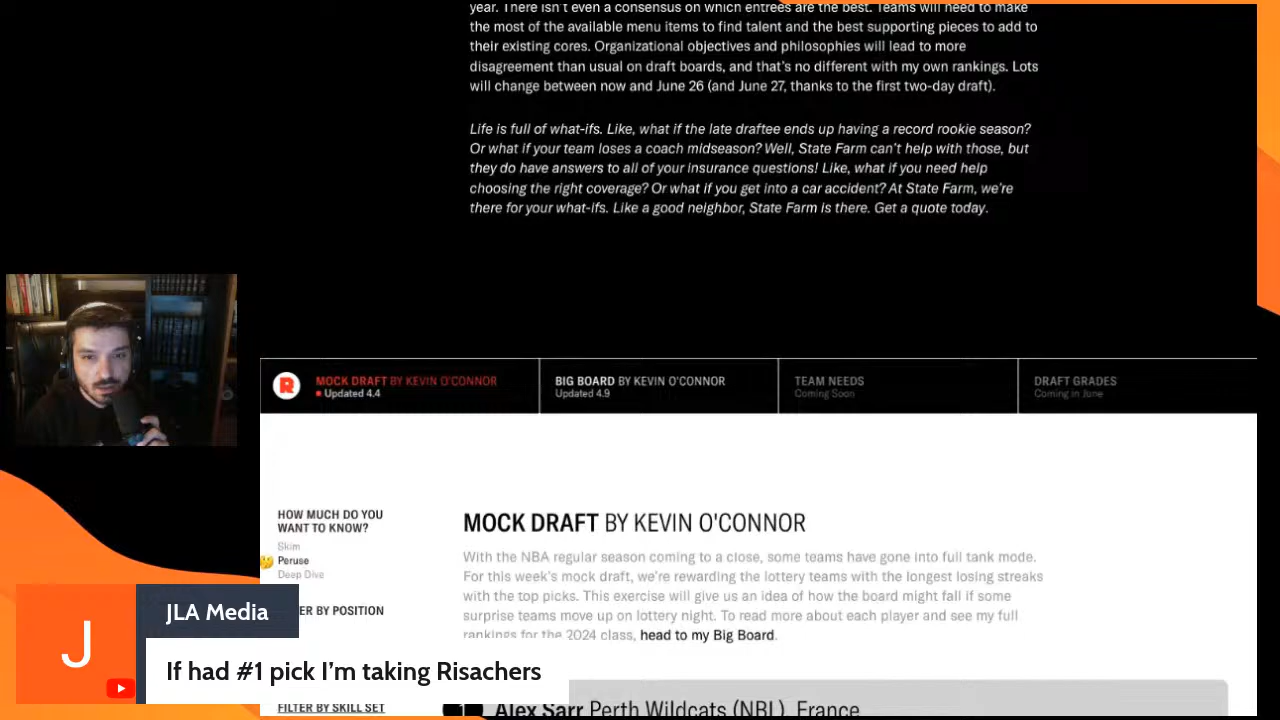 year. There isn't even a consensus on which entrees are the best. Teams will need to make
the most of the available menu items to find talent and the best supporting pieces to add to
their existing cores. Organizational objectives and philosophies will lead to more
disagreement than usual on draft boards, and that's no different with my own rankings. Lots
will change between now and June 26 (and June 27, thanks to the first two-day draft).
Life is full of what-ifs. Like, what if the late draftee ends up having a record rookie season?
Or what if your team loses a coach midseason? Well, State Farm can't help with those, but
they do have answers to all of your insurance questions! Like, what if you need help
choosing the right coverage? Or what if you get into a car accident? At State Farm, we're
there for your what-ifs. Like a good neighbor, State Farm is there. Get a quote today.
R
MOCK DRAFT BY KEVIN O'CONNOR
Updated 4.4
BIG BOARD BY KEVIN O'CONNOR
Updated 4.9
TEAM NEEDS
Coming Soon
DRAFT GRADES
Coming in June
HOW MUCH DO YOU
WANT TO KNOW?
Skim
Peruse
Deep Dive
ER BY POSITION
FILTER BY SKILL SET
MOCK DRAFT BY KEVIN O'CONNOR
With the NBA regular season coming to a close, some teams have gone into full tank mode.
For this week's mock draft, we're rewarding the lottery teams with the longest losing streaks
with the top picks. This exercise will give us an idea of how the board might fall if some
surprise teams move up on lottery night. To read more about each player and see my full
rankings for the 2024 class, head to my Big Board.
1 Alex Sarr Perth Wildcats (NBL), France
J
JLA Media
If had #1 pick I'm taking Risachers